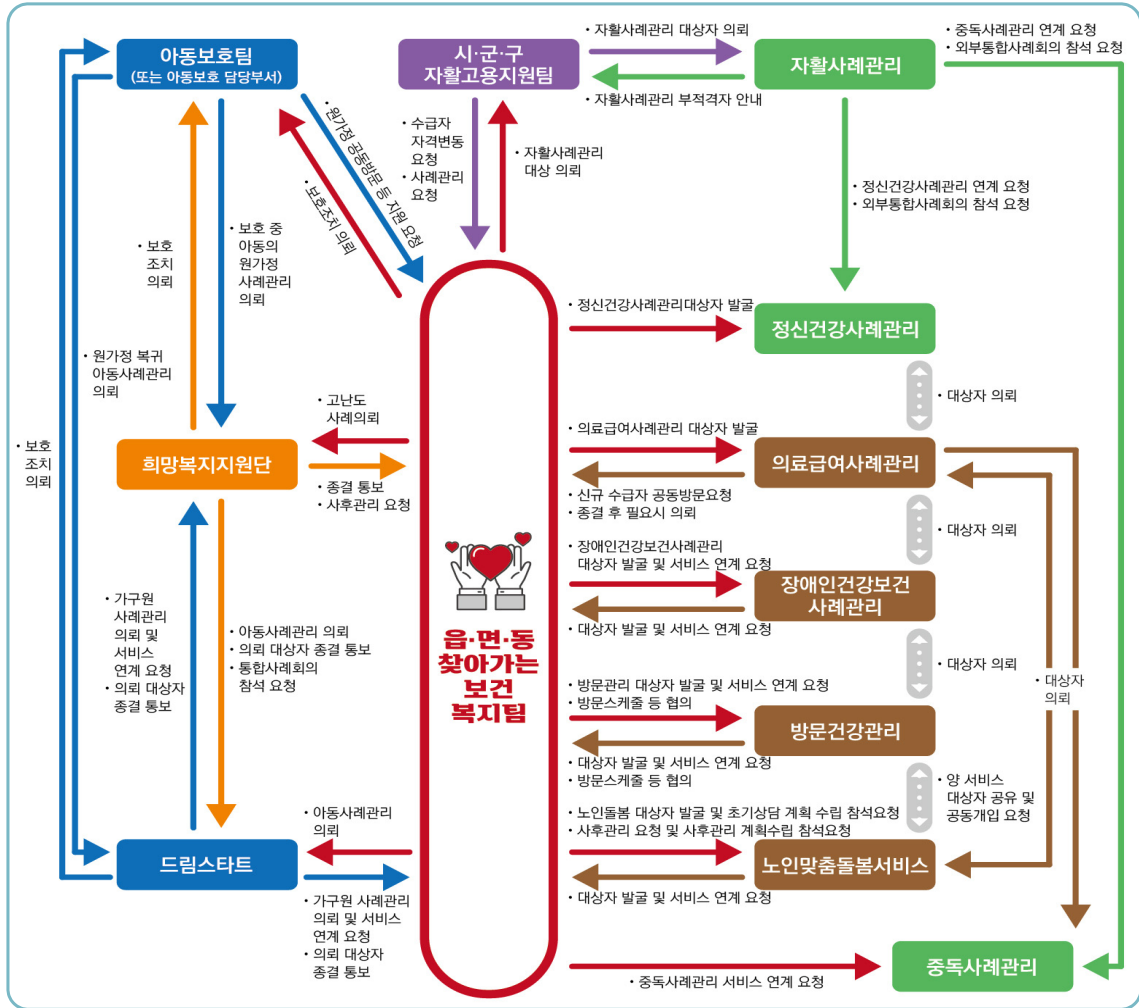 아동보호팀
(또는 아동보호 담당부서)
시·군·구
자활고용지원팀
• 자활사례관리 대상자 의뢰
• 자활사례관리 부적격자 안내
자활사례관리
• 중독사례관리 연계 요청
• 외부통합사례회의 참석 요청
• 원가정 공동방문 등 지원 요청
• 보호조치 의뢰
• 수급자
자격변동
요청
• 사례관리
요청
• 자활사례관리
대상 의뢰
• 정신건강사례관리 연계 요청
• 외부통합사례회의 참석 요청
• 보호
조치
의뢰
• 보호 중
아동의
원가정
사례관리
의뢰
• 원가정 복귀
아동사례관리
의뢰
• 보호
조치
의뢰
• 정신건강사례관리대상자 발굴
정신건강사례관리
• 대상자 의뢰
• 고난도
사례의뢰
희망복지지원단
• 종결 통보
• 사후관리 요청
• 의료급여사례관리 대상자 발굴
의료급여사례관리
• 신규 수급자 공동방문요청
• 종결 후 필요시 의뢰
• 대상자 의뢰
• 장애인건강보건사례관리
대상자 발굴 및 서비스 연계 요청
장애인건강보건
사례관리
• 대상자 발굴 및 서비스 연계 요청
• 대상자 의뢰
• 대상자
의뢰
읍·면·동
찾아가는
보건
복지팀
• 가구원
사례관리
의뢰 및
서비스
연계 요청
• 의뢰 대상자
종결 통보
• 아동사례관리 의뢰
• 의뢰 대상자 종결 통보
• 통합사례회의
참석 요청
• 방문관리 대상자 발굴 및 서비스 연계 요청
• 방문스케줄 등 협의
방문건강관리
• 대상자 발굴 및 서비스 연계 요청
• 방문스케줄 등 협의
• 양 서비스
대상자 공유 및
공동개입 요청
• 아동사례관리
의뢰
드림스타트
• 가구원 사례관리
의뢰 및 서비스
연계 요청
• 의뢰 대상자
종결 통보
• 노인돌봄 대상자 발굴 및 초기상담 계획 수립 참석요청
• 사후관리 요청 및 사후관리 계획수립 참석요청
노인맞춤돌봄서비스
• 대상자 발굴 및 서비스 연계 요청
• 중독사례관리 서비스 연계 요청
중독사례관리